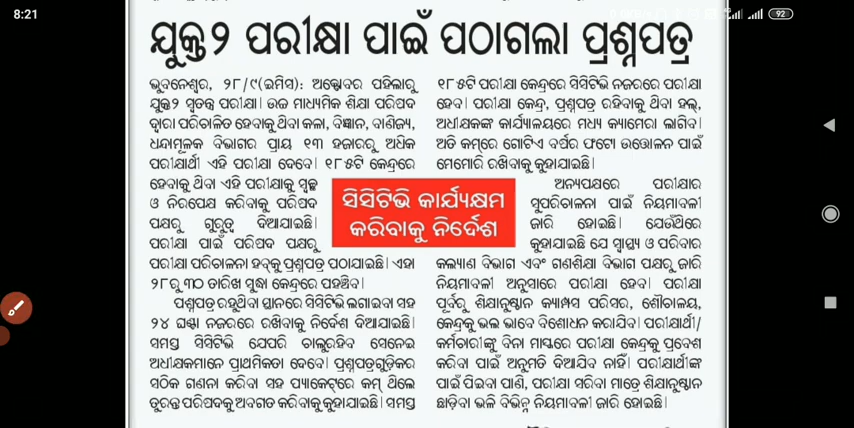 8:21
92
ଯୁକ୍ତ୨ ପରୀକ୍ଷା ପାଇଁ ପଠାଗଲା ପ୍ରଶ୍ନପତ୍ର
ଭୁବନେଶ୍ୱର, ୨୮/୯(ଇମିସ): ଅକ୍ଟୋବର ପହିଲାରୁ
ଯୁକ୍ତ୨ ସ୍ୱତନ୍ତ୍ର ପରୀକ୍ଷା। ଉଚ୍ଚ ମାଧ୍ୟମିକ ଶିକ୍ଷା ପରିଷଦ
ଦ୍ୱାରା ପରିଚାଳିତ ହେବାକୁ ଥିବା କଳା, ବିଜ୍ଞାନ, ବାଣିଜ୍ୟ,
ଧନ୍ଦାମୂଳକ ବିଭାଗର ପ୍ରାୟ ୧୩ ହଜାରରୁ ଅଧିକ
ପରୀକ୍ଷାର୍ଥୀ ଏହି ପରୀକ୍ଷା ଦେବେ। ୧୮୫ଟି କେନ୍ଦ୍ରରେ
ହେବାକୁ ଥିବା ଏହି ପରୀକ୍ଷାକୁ ସ୍ୱଚ୍ଛ
ଓ ନିରପେକ୍ଷ କରିବାକୁ ପରିଷଦ
ପକ୍ଷରୁ ଗୁରୁତ୍ୱ ଦିଆଯାଇଛି।
ପରୀକ୍ଷା ପାଇଁ ପରିଷଦ ପକ୍ଷରୁ
ପରୀକ୍ଷା ପରିଚାଳନା ହବ୍‌କୁ ପ୍ରଶ୍ନପତ୍ର ପଠାଯାଇଛି। ଏହା
୨୮ରୁ ୩୦ ତାରିଖ ସୁଦ୍ଧା କେନ୍ଦ୍ରରେ ପହଞ୍ଚିବ।
ପ୍ରଶ୍ନପତ୍ର ରହୁଥିବା ସ୍ଥାନରେ ସିସିଟିଭି ଲଗାଇବା ସହ
୨୪ ଘଣ୍ଟା ନଜରରେ ରଖିବାକୁ ନିର୍ଦେଶ ଦିଆଯାଇଛି।
ସମସ୍ତ ସିସିଟିଭି ଯେପରି ଚାଲୁରହିବ ସେନେଇ
ଅଧୀକ୍ଷକମାନେ ପ୍ରାଥମିକତା ଦେବେ। ପ୍ରଶ୍ନପତ୍ରଗୁଡ଼ିକର
ସଠିକ ଗଣନା କରିବା ସହ ପ୍ୟାକେଟ୍‌ରେ କମ୍ ଥିଲେ
ତୁରନ୍ତ ପରିଷଦକୁ ଅବଗତ କରିବାକୁ କୁହାଯାଇଛି। ସମସ୍ତ
ସିସିଟିଭି କାର୍ଯ୍ୟକ୍ଷମ
କରିବାକୁ ନିର୍ଦେଶ
୧୮୫ଟି ପରୀକ୍ଷା କେନ୍ଦ୍ରରେ ସିସିଟିଭି ନଜରରେ ପରୀକ୍ଷା
ହେବ। ପରୀକ୍ଷା କେନ୍ଦ୍ର, ପ୍ରଶ୍ନପତ୍ର ରହିବାକୁ ଥିବା ହଲ୍,
ଅଧୀକ୍ଷକଙ୍କ କାର୍ଯ୍ୟାଳୟରେ ମଧ୍ୟ କ୍ୟାମେରା ଲାଗିବ।
ଅତି କମ୍‌ରେ ଗୋଟିଏ ବର୍ଷର ଫଟୋ ଉତ୍ତୋଳନ ପାଇଁ
ମେମୋରି ରଖିବାକୁ କୁହାଯାଇଛି।
ଅନ୍ୟପକ୍ଷରେ ପରୀକ୍ଷାର
ସୁପରିଚାଳନା ପାଇଁ ନିୟମାବଳୀ
ଜାରି ହୋଇଛି। ଯେଉଁଥିରେ
କୁହାଯାଇଛି ଯେ ସ୍ୱାସ୍ଥ୍ୟ ଓ ପରିବାର
କଲ୍ୟାଣ ବିଭାଗ ଏବଂ ଗଣଶିକ୍ଷା ବିଭାଗ ପକ୍ଷରୁ ଜାରି
ନିୟମାବଳୀ ଅନୁସାରେ ପରୀକ୍ଷା ହେବ। ପରୀକ୍ଷା
ପୂର୍ବରୁ ଶିକ୍ଷାନୁଷ୍ଠାନ କ୍ୟାମ୍ପସ ପରିସର, ଶୌଚାଳୟ,
କେନ୍ଦ୍ରକୁ ଭଲ ଭାବେ ବିଶୋଧନ କରାଯିବ। ପରୀକ୍ଷାର୍ଥୀ/
କର୍ମଚାରୀଙ୍କୁ ବିନା ମାସ୍କରେ ପରୀକ୍ଷା କେନ୍ଦ୍ରକୁ ପ୍ରବେଶ
କରିବା ପାଇଁ ଅନୁମତି ଦିଆଯିବ ନାହିଁ। ପରୀକ୍ଷାର୍ଥୀଙ୍କ
ପାଇଁ ପିଇବା ପାଣି, ପରୀକ୍ଷା ସରିବା ମାତ୍ରେ ଶିକ୍ଷାନୁଷ୍ଠାନ
ଛାଡ଼ିବା ଭଳି ବିଭିନ୍ନ ନିୟମାବଳୀ ଜାରି ହୋଇଛି।